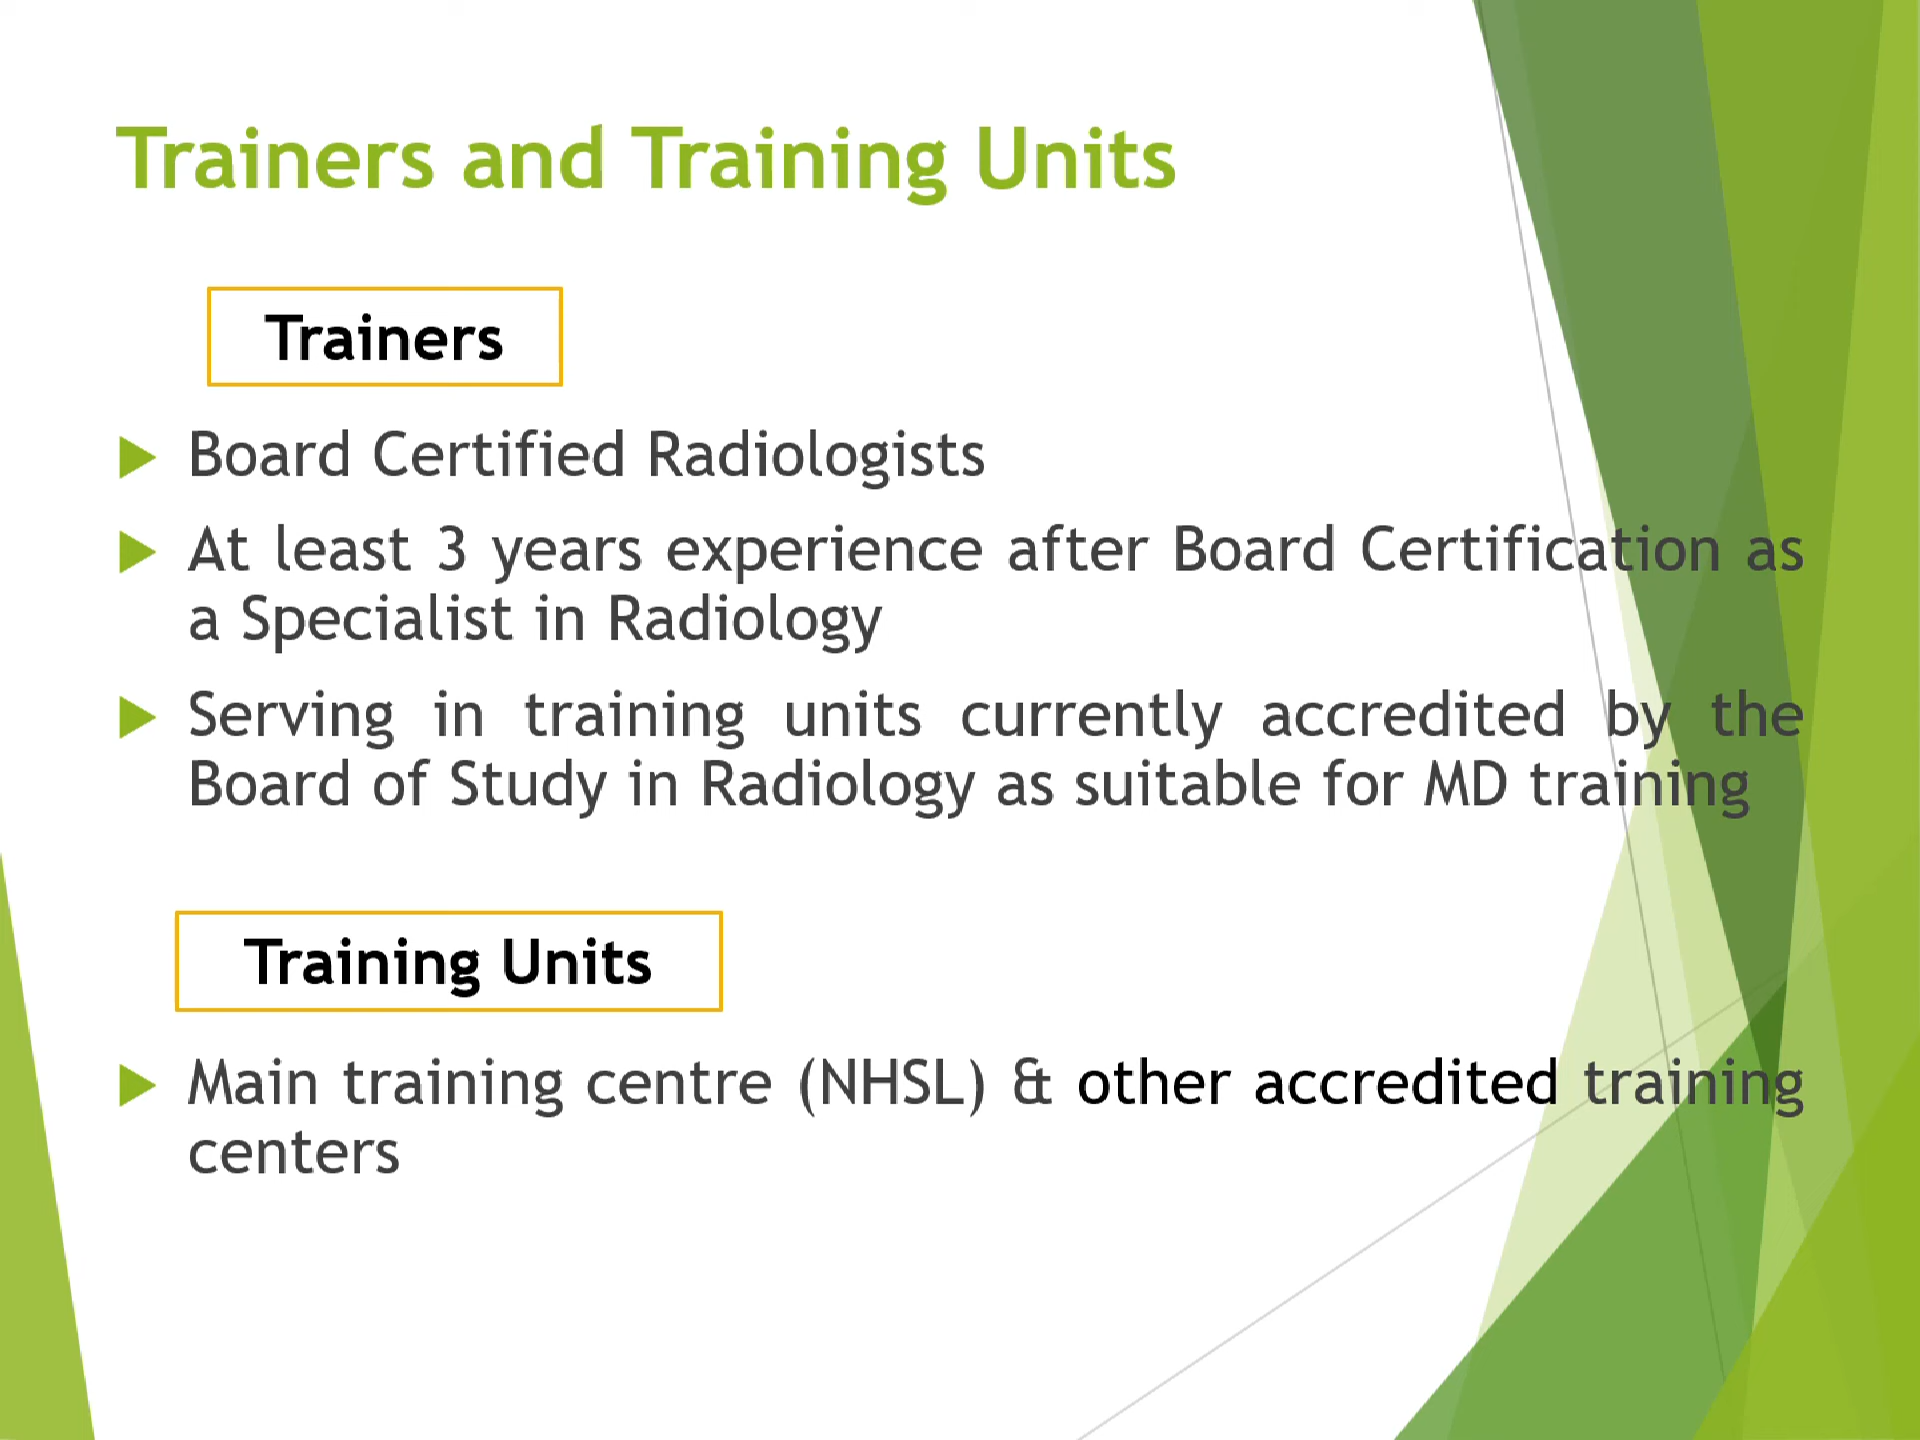 Trainers and Training Units
Trainers
Board Certified Radiologists
At least 3 years experience after Board Certification as
a Specialist in Radiology
Serving in training units currently accredited by the
Board of Study in Radiology as suitable for MD training
Training Units
Main training centre (NHSL) & other accredited training
centers